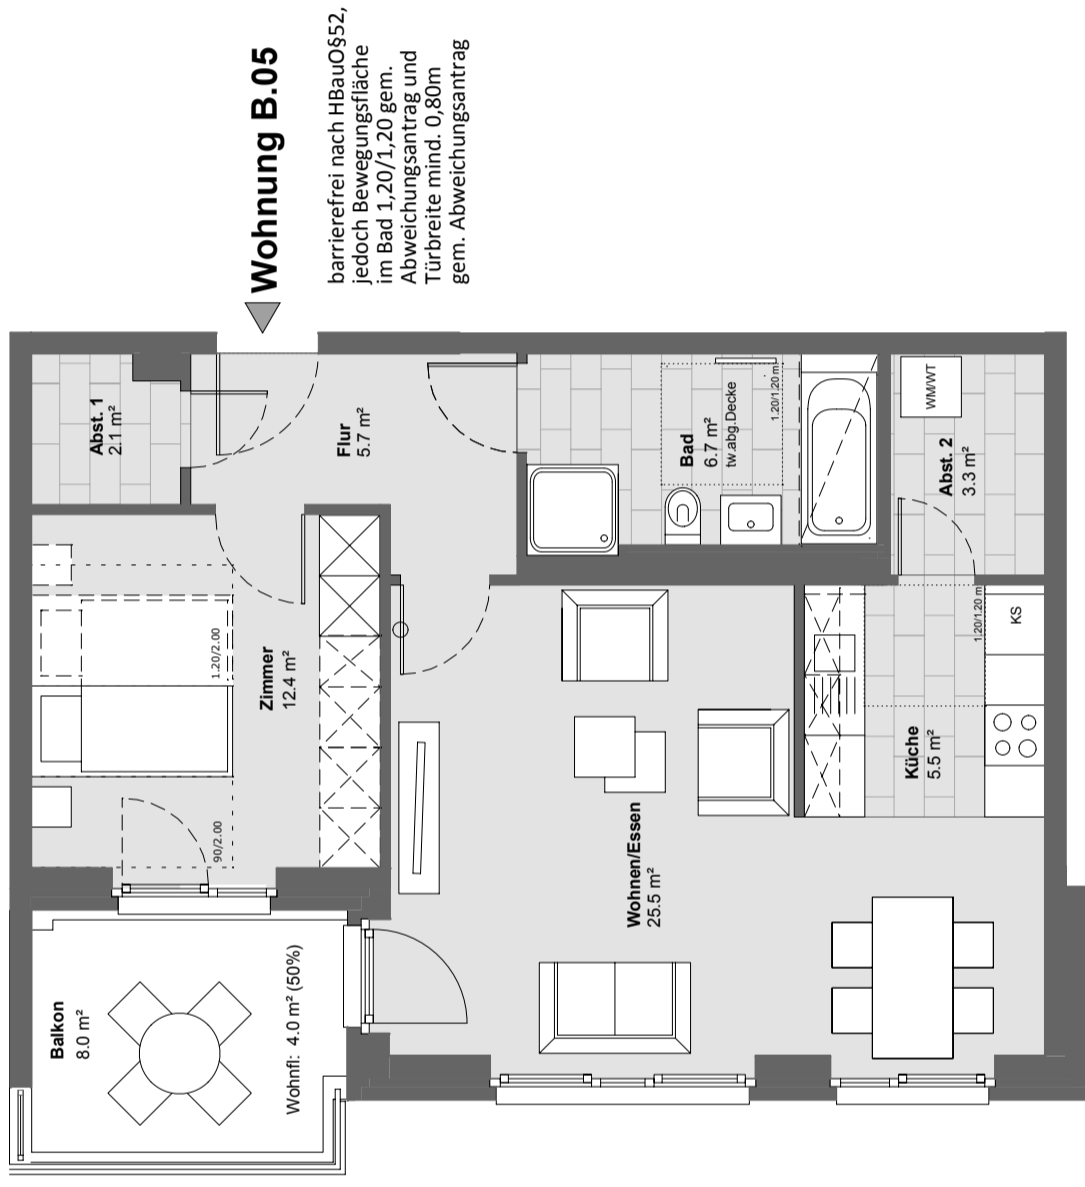 Wohnung B.05
barrierefrei nach HBauO§52,
jedoch Bewegungsfläche
im Bad 1,20/1,20 gem.
Abweichungsantrag und
Türbreite mind. 0,80m
gem. Abweichungsantrag
Abst. 1
2.1 m²
Flur
5.7 m²
Bad
6.7 m²
tw.abg.Decke
1.20/1.20 m
WM/WT
Abst. 2
3.3 m²
1.20/2.00
Zimmer
12.4 m²
90/2.00
1.20/1.20 m
KS
Küche
5.5 m²
Wohnen/Essen
25.5 m²
Balkon
8.0 m²
Wohnfl: 4.0 m² (50%)